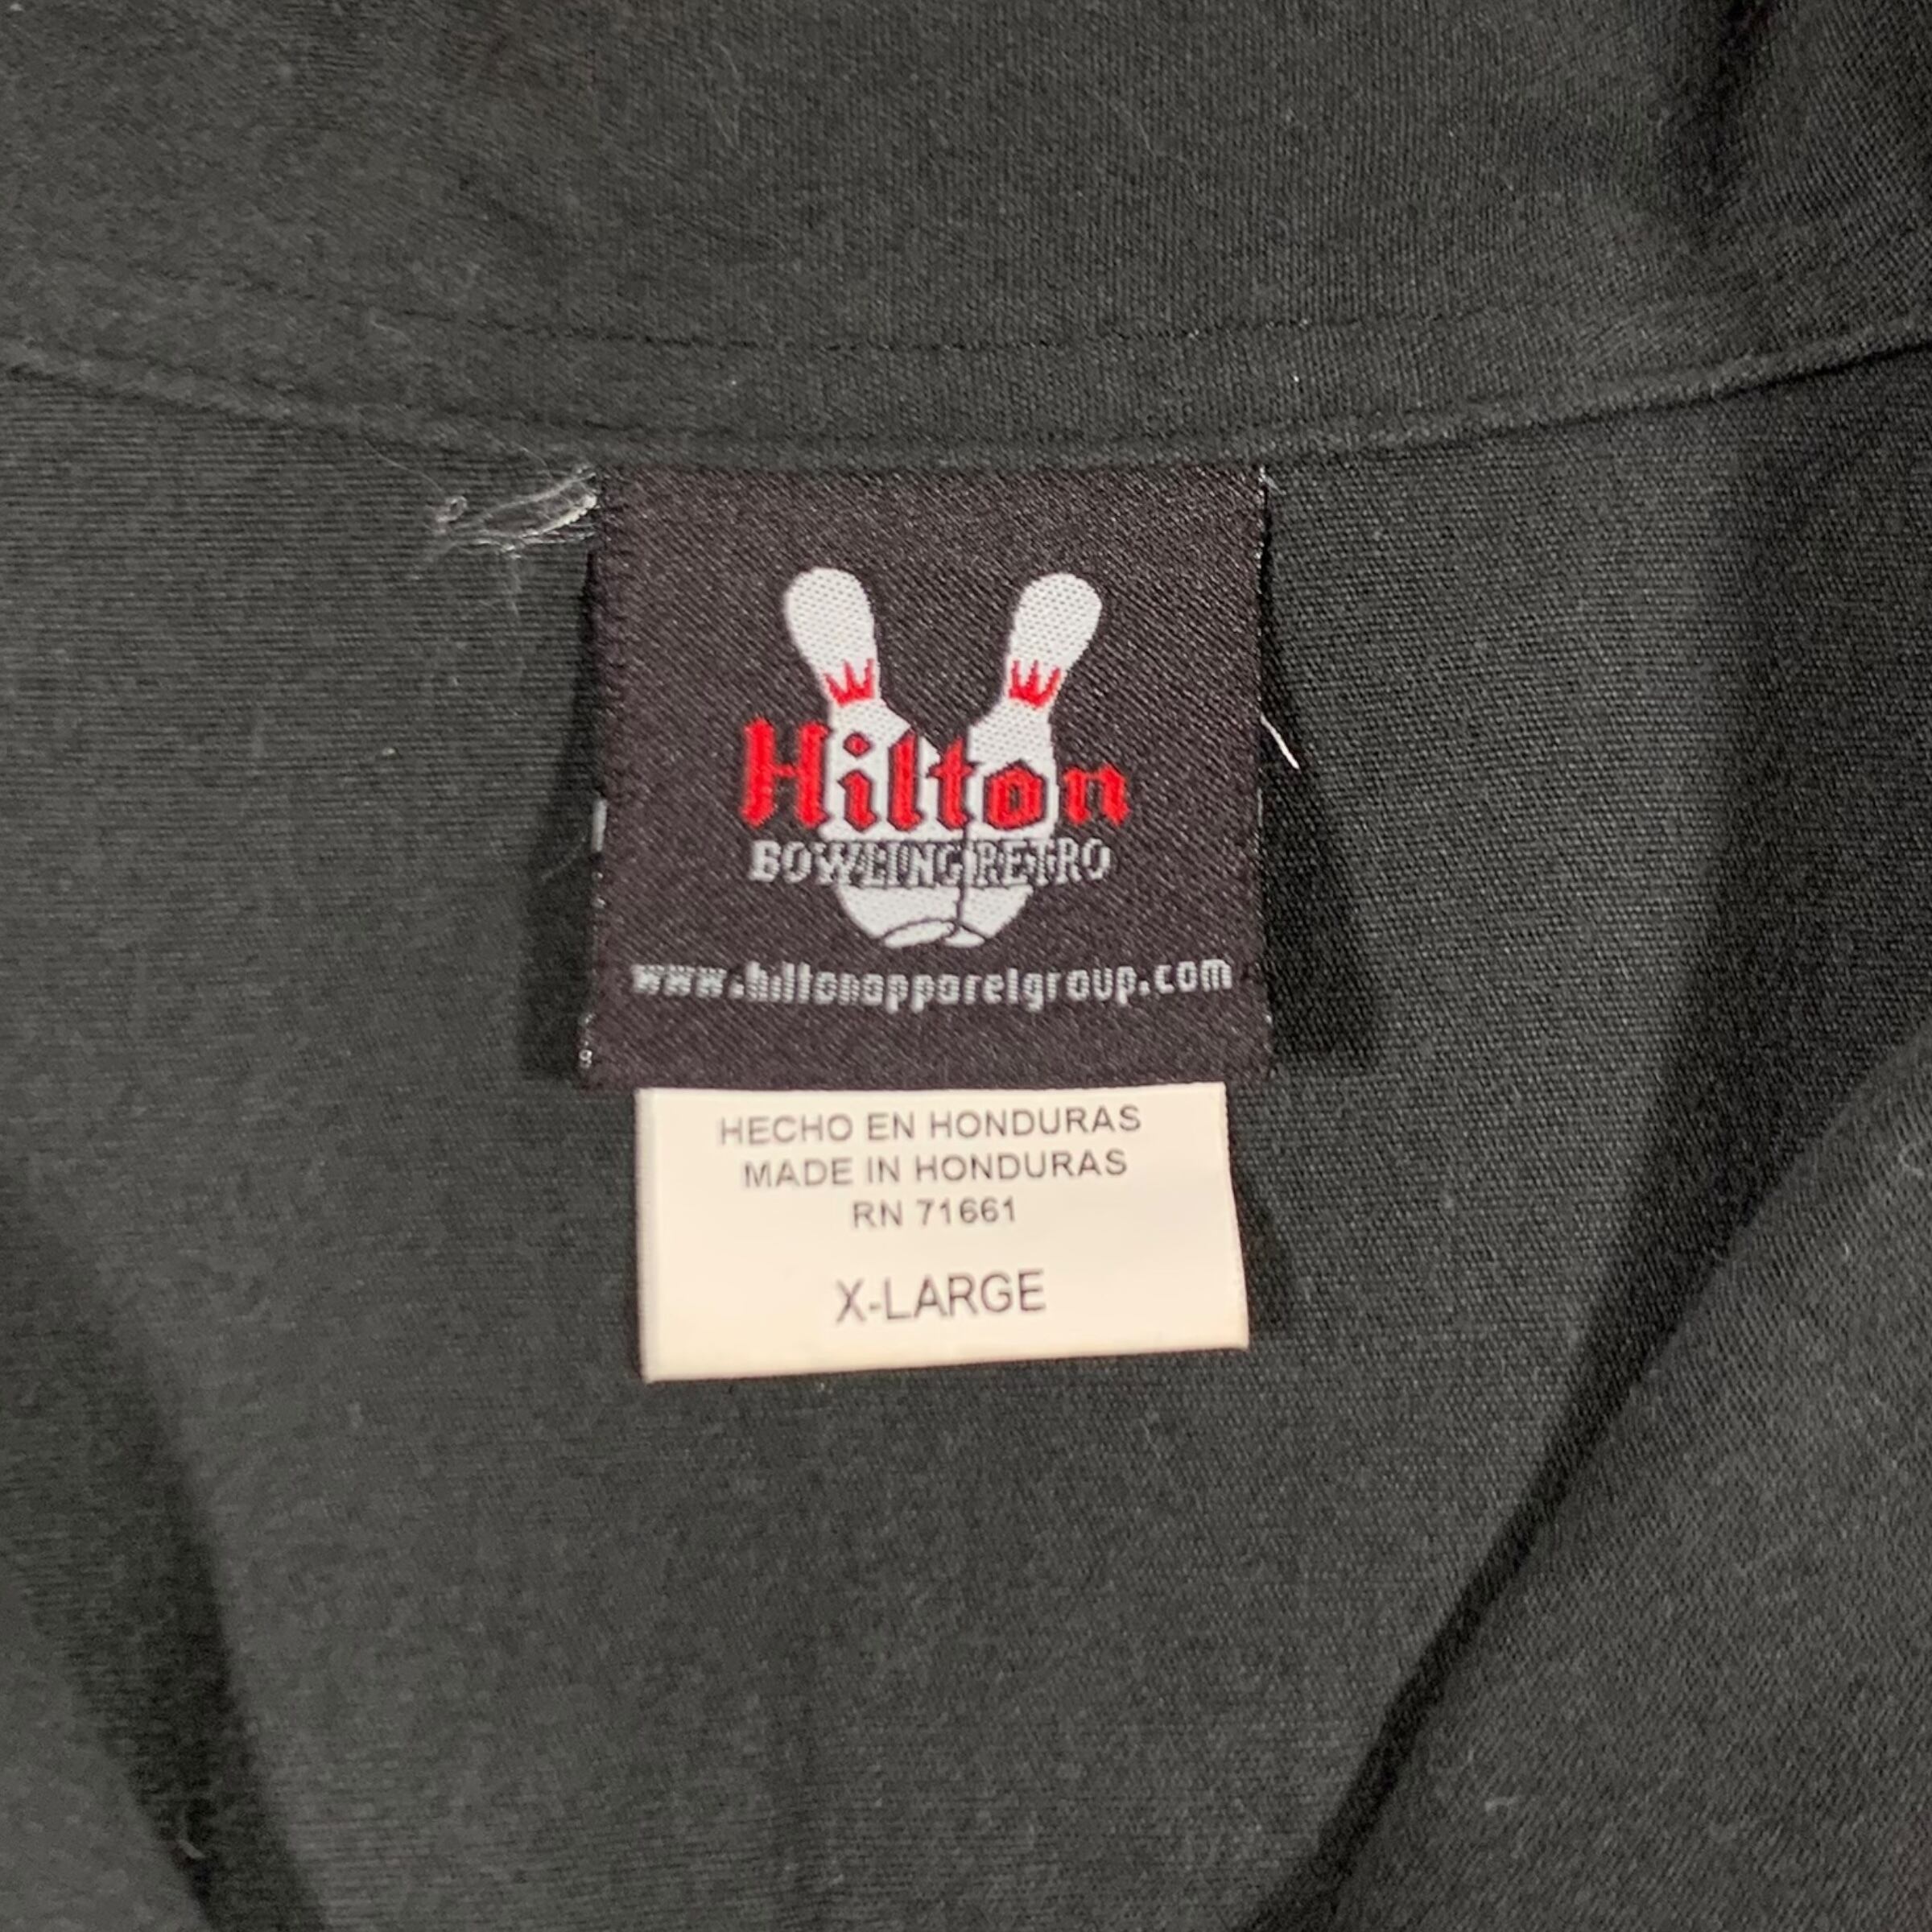 Hilton
BOWLING RETRO
www.hiltonapparelgroup.com
HECHO EN HONDURAS
MADE IN HONDURAS
RN 71661
X-LARGE